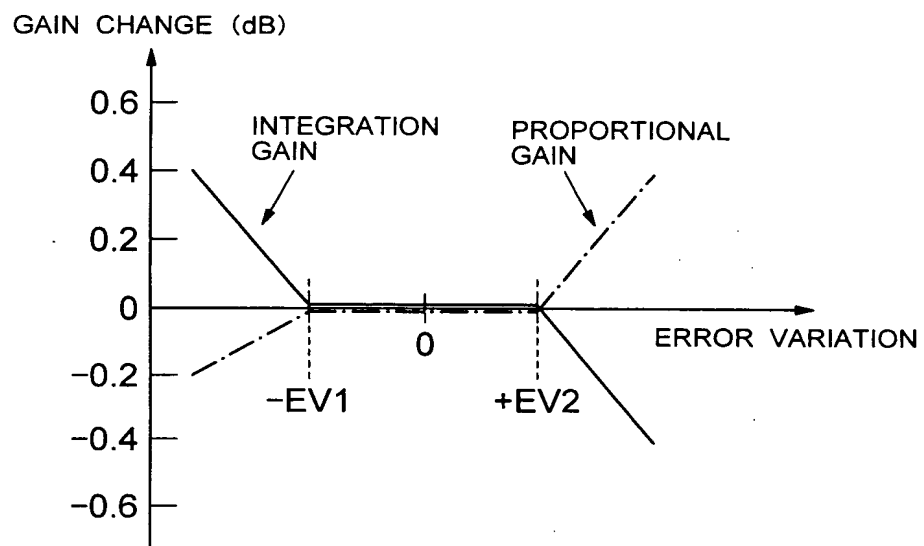 GAIN CHANGE (dB)
0.6
INTEGRATION
GAIN
PROPORTIONAL
GAIN
0.4
0.2
0
0
ERROR VARIATION
−0.2
−EV1
+EV2
−0.4
−0.6